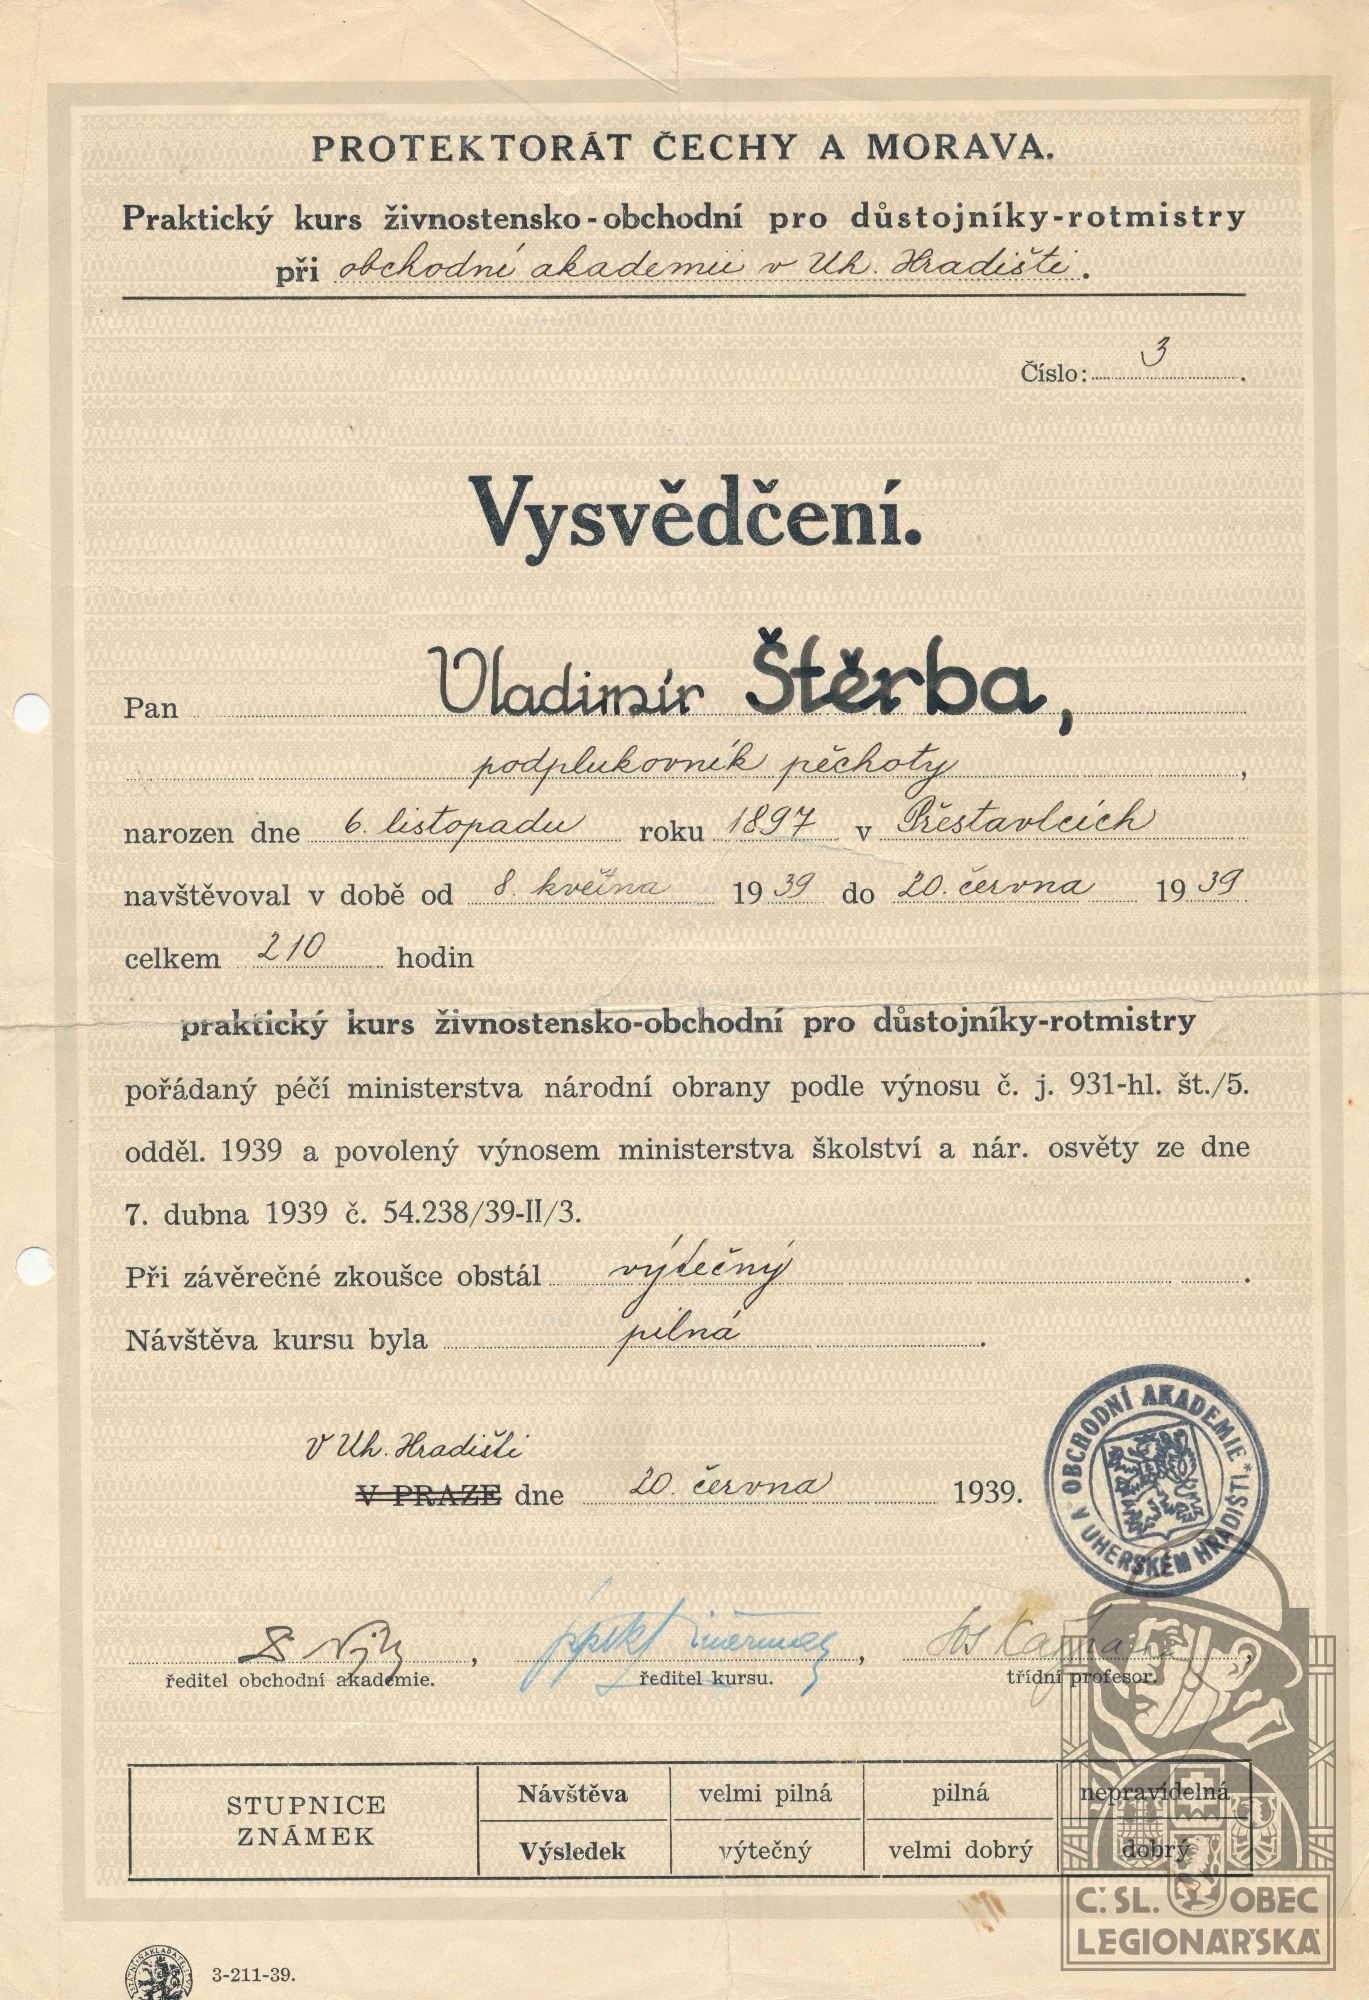 PROTEKTORÁT ČECHY A MORAVA.
Praktický kurs živnostensko-obchodní pro důstojníky-rotmistry
při obchodní akademii v Uh. Hradišti.
Číslo: 3.
Vysvědčení.
Pan Vladimír Štěrba,
podplukovník pěchoty,
narozen dne 6. listopadu roku 1897 v Přestavlcích
navštěvoval v době od 8. května 1939 do 20. června 1939
celkem 210 hodin
praktický kurs živnostensko-obchodní pro důstojníky-rotmistry
pořádaný péčí ministerstva národní obrany podle výnosu č. j. 931-hl. št./5.
odděl. 1939 a povolený výnosem ministerstva školství a nár. osvěty ze dne
7. dubna 1939 č. 54.238/39-II/3.
Při závěrečné zkoušce obstál výtečný.
Návštěva kursu byla pilná.
V Uh. Hradišti
V PRAZE dne 20. června 1939.
OBCHODNÍ AKADEMIE * V UHERSKÉM HRADIŠTI.
ředitel obchodní akademie. ředitel kursu. třídní profesor.
STUPNICE ZNÁMEK
Návštěva velmi pilná pilná nepravidelná
Výsledek výtečný velmi dobrý dobrý
Č.SL. OBEC
LEGIONÁŘSKÁ
3-211-39.